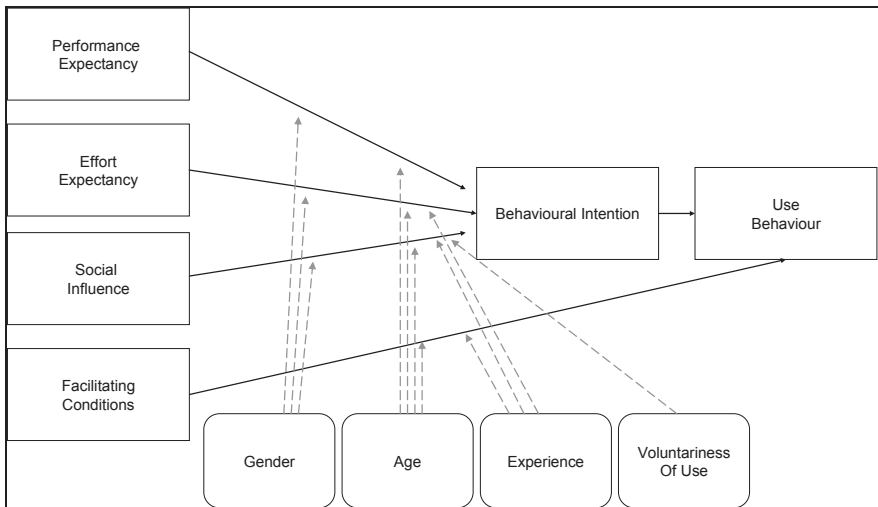 Performance
Expectancy
Effort
Expectancy
Social
Influence
Facilitating
Conditions
Behavioural Intention
Use
Behaviour
Gender
Age
Experience
Voluntariness
Of Use